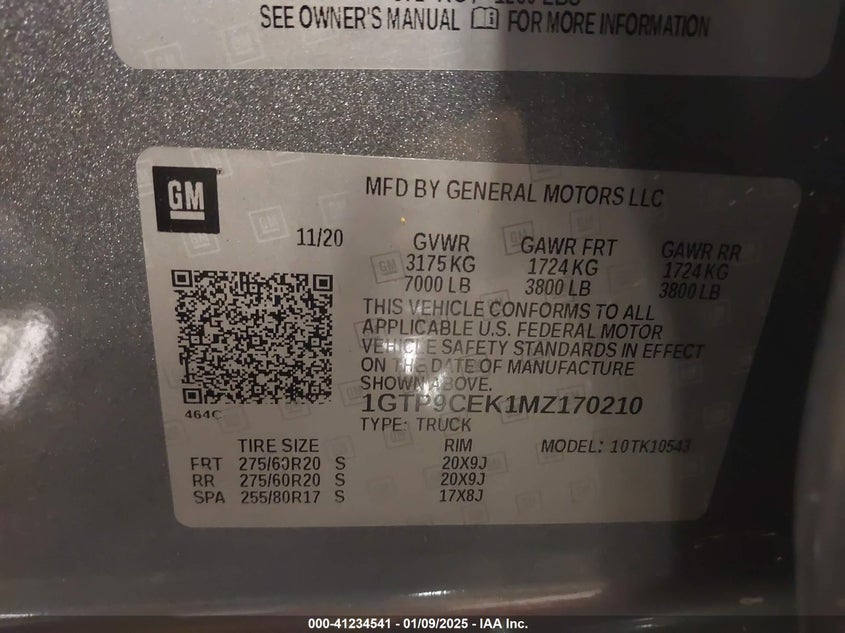 SEE OWNER'S MANUAL FOR MORE INFORMATION
GM
MFD BY GENERAL MOTORS LLC
11/20
GVWR GAWR FRT GAWR RR
3175 KG 1724 KG 1724 KG
7000 LB 3800 LB 3800 LB
THIS VEHICLE CONFORMS TO ALL
APPLICABLE U.S. FEDERAL MOTOR
VEHICLE SAFETY STANDARDS IN EFFECT
ON THE DATE OF MANUFACTURE
SHOWN ABOVE.
464C
1GTP9CEK1MZ170210
TYPE: TRUCK
TIRE SIZE RIM MODEL: 10TK10543
FRT 275/60R20 S 20X9J
RR 275/60R20 S 20X9J
SPA 255/80R17 S 17X8J
000-41234541 - 01/09/2025 - IAA Inc.